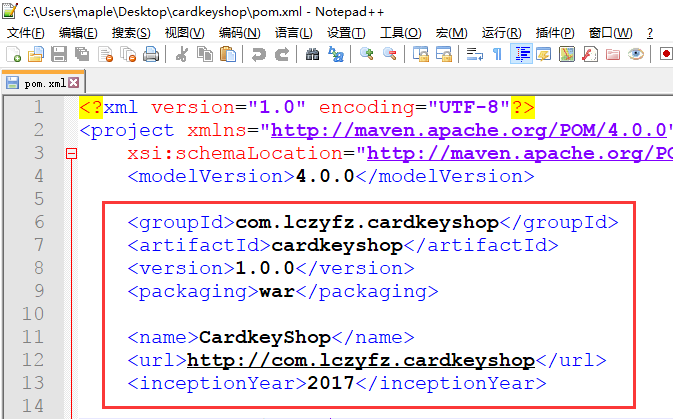 C:\Users\maple\Desktop\cardkeyshop\pom.xml - Notepad++
文件(F) 编辑(E) 搜索(S) 视图(V) 编码(N) 语言(L) 设置(T) 工具(O) 宏(M) 运行(R) 插件(P) 窗口(W) ?
pom.xml
1 <?xml version="1.0" encoding="UTF-8"?>
2 <project xmlns="http://maven.apache.org/POM/4.0.0"
3 xsi:schemaLocation="http://maven.apache.org/PO
4 <modelVersion>4.0.0</modelVersion>
5
6 <groupId>com.lczyfz.cardkeyshop</groupId>
7 <artifactId>cardkeyshop</artifactId>
8 <version>1.0.0</version>
9 <packaging>war</packaging>
10
11 <name>CardkeyShop</name>
12 <url>http://com.lczyfz.cardkeyshop</url>
13 <inceptionYear>2017</inceptionYear>
14